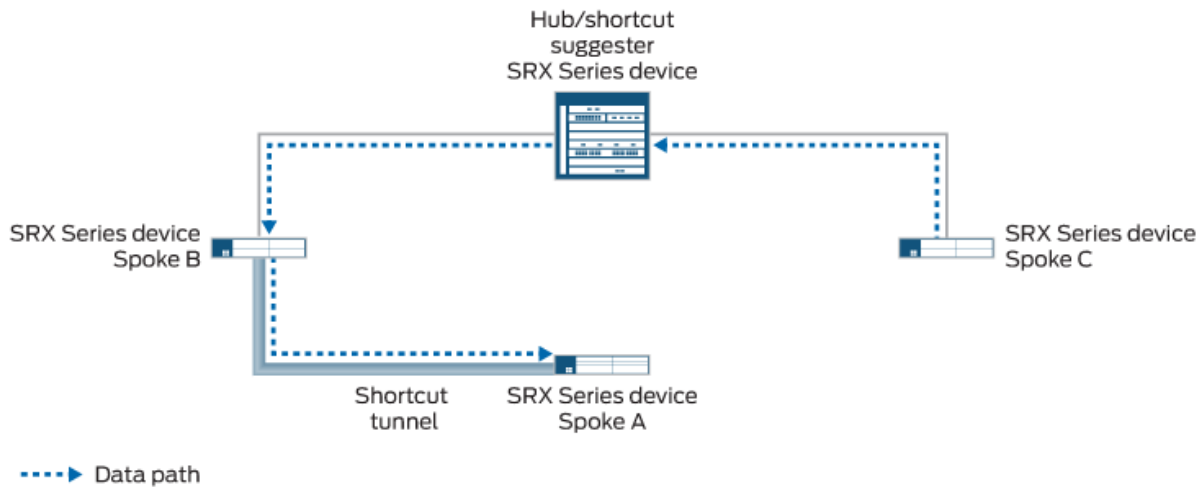 Hub/shortcut
suggester
SRX Series device
SRX Series device
Spoke B
SRX Series device
Spoke C
Shortcut
tunnel
SRX Series device
Spoke A
Data path